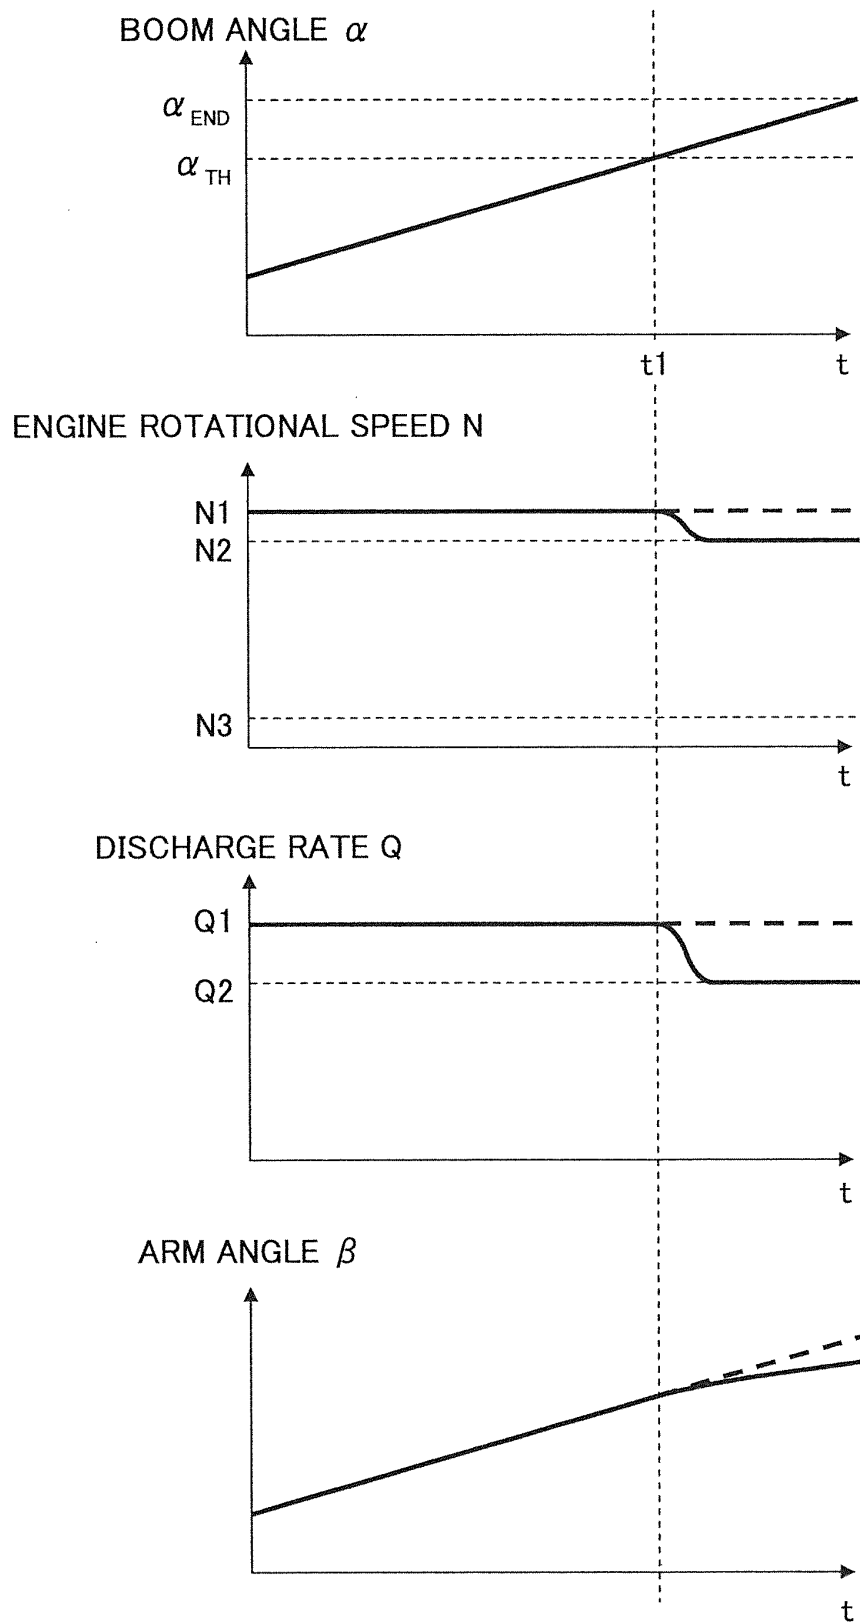 BOOM ANGLE α
α END
α TH
t1
t
ENGINE ROTATIONAL SPEED N
N1
N2
N3
t
DISCHARGE RATE Q
Q1
Q2
t
ARM ANGLE β
t